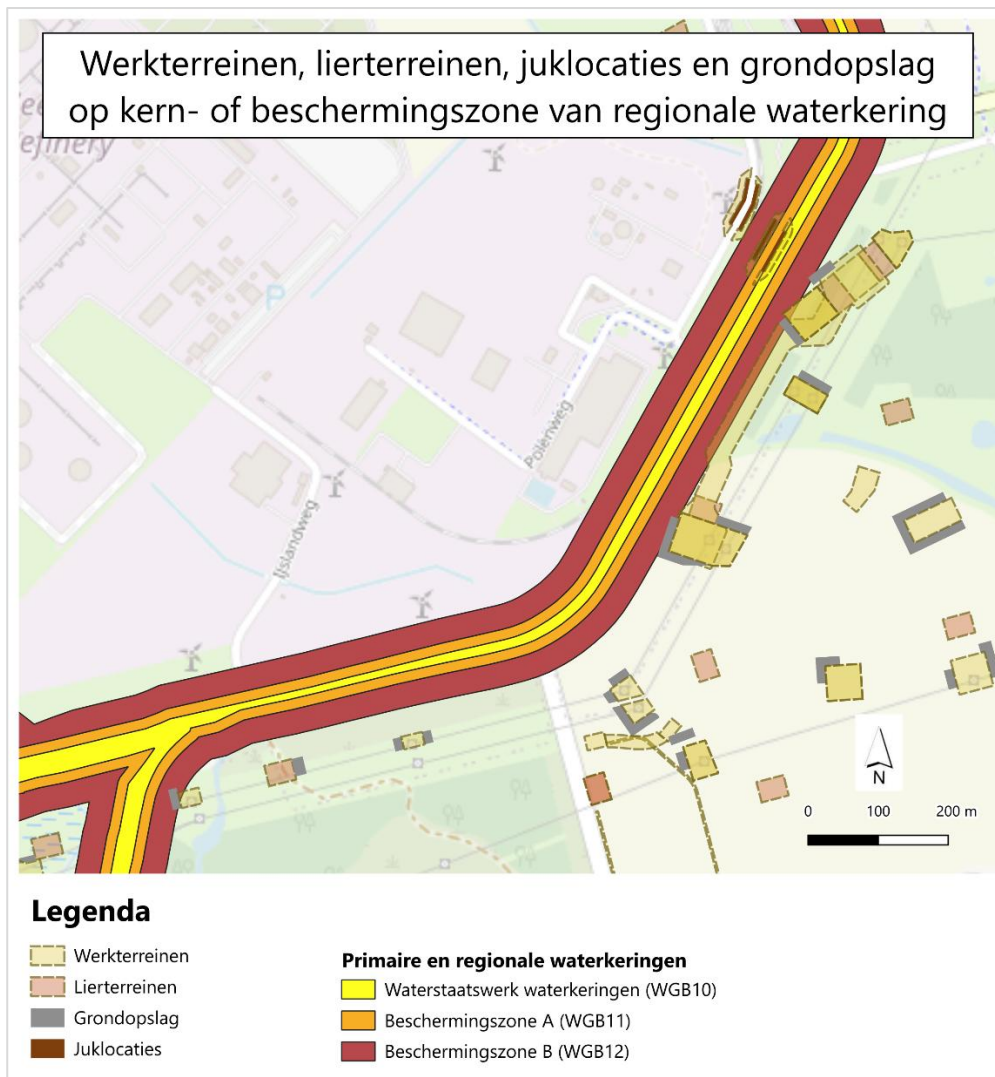 Werkterreinen, lierterreinen, juklocaties en grondopslag
op kern- of beschermingszone van regionale waterkering
efinery
P
Polenweg
Ijslandweg
N
0 100 200 m
Legenda
Werkterreinen
Lierterreinen
Grondopslag
Juklocaties
Primaire en regionale waterkeringen
Waterstaatswerk waterkeringen (WGB10)
Beschermingszone A (WGB11)
Beschermingszone B (WGB12)